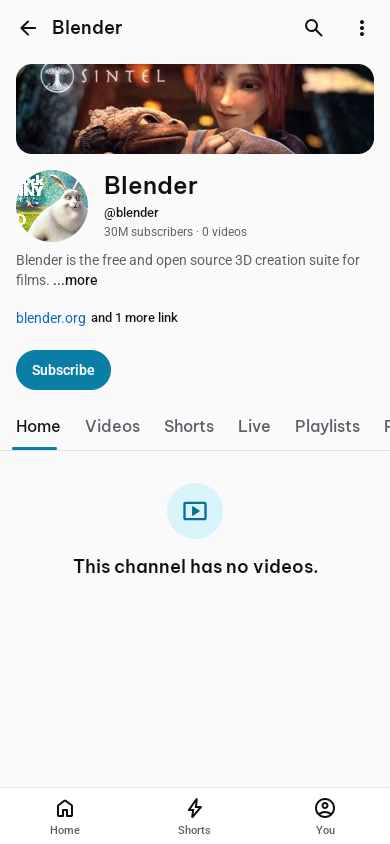 Blender
SINTEL
Blender
@blender
30M subscribers · 0 videos
Blender is the free and open source 3D creation suite for
films. ...more
blender.org and 1 more link
Subscribe
Home Videos Shorts Live Playlists
This channel has no videos.
Home Shorts You